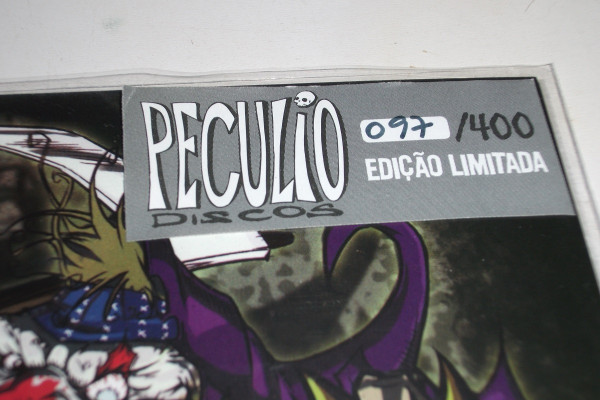 PECULIO
DISCOS
097 /400
EDIÇÃO LIMITADA